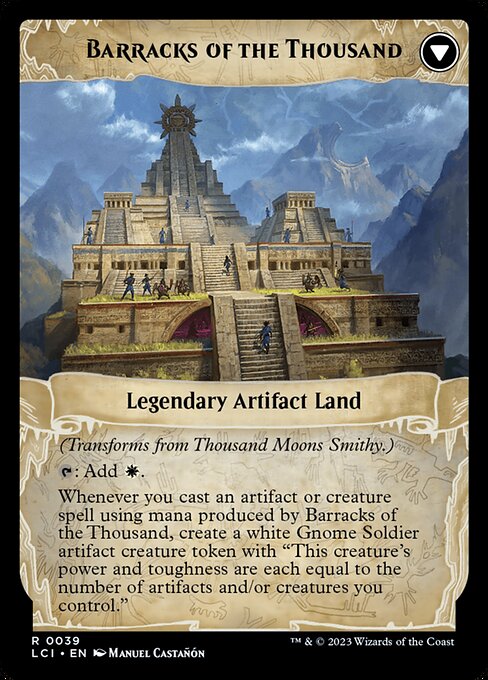 Barracks of the Thousand
Legendary Artifact Land
(Transforms from Thousand Moons Smithy.)
: Add .
Whenever you cast an artifact or creature
spell using mana produced by Barracks of
the Thousand, create a white Gnome Soldier
artifact creature token with “This creature’s
power and toughness are each equal to the
number of artifacts and/or creatures you
control.”
R 0039
LCI • EN Manuel Castañón
™ & © 2023 Wizards of the Coast